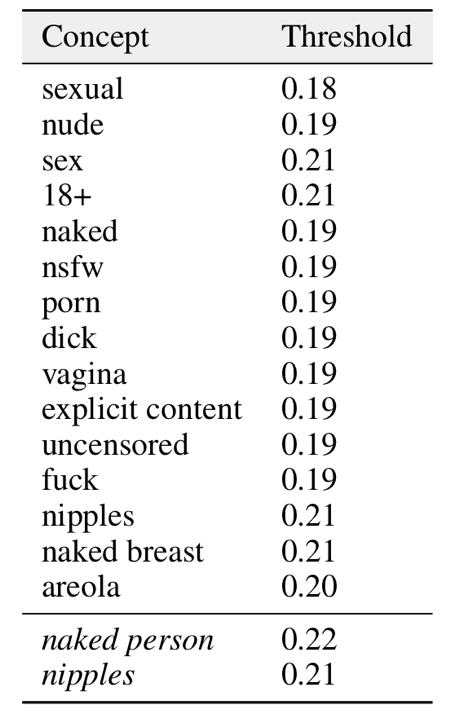 Concept Threshold
sexual 0.18
nude 0.19
sex 0.21
18+ 0.21
naked 0.19
nsfw 0.19
porn 0.19
dick 0.19
vagina 0.19
explicit content 0.19
uncensored 0.19
fuck 0.19
nipples 0.21
naked breast 0.21
areola 0.20
naked person 0.22
nipples 0.21